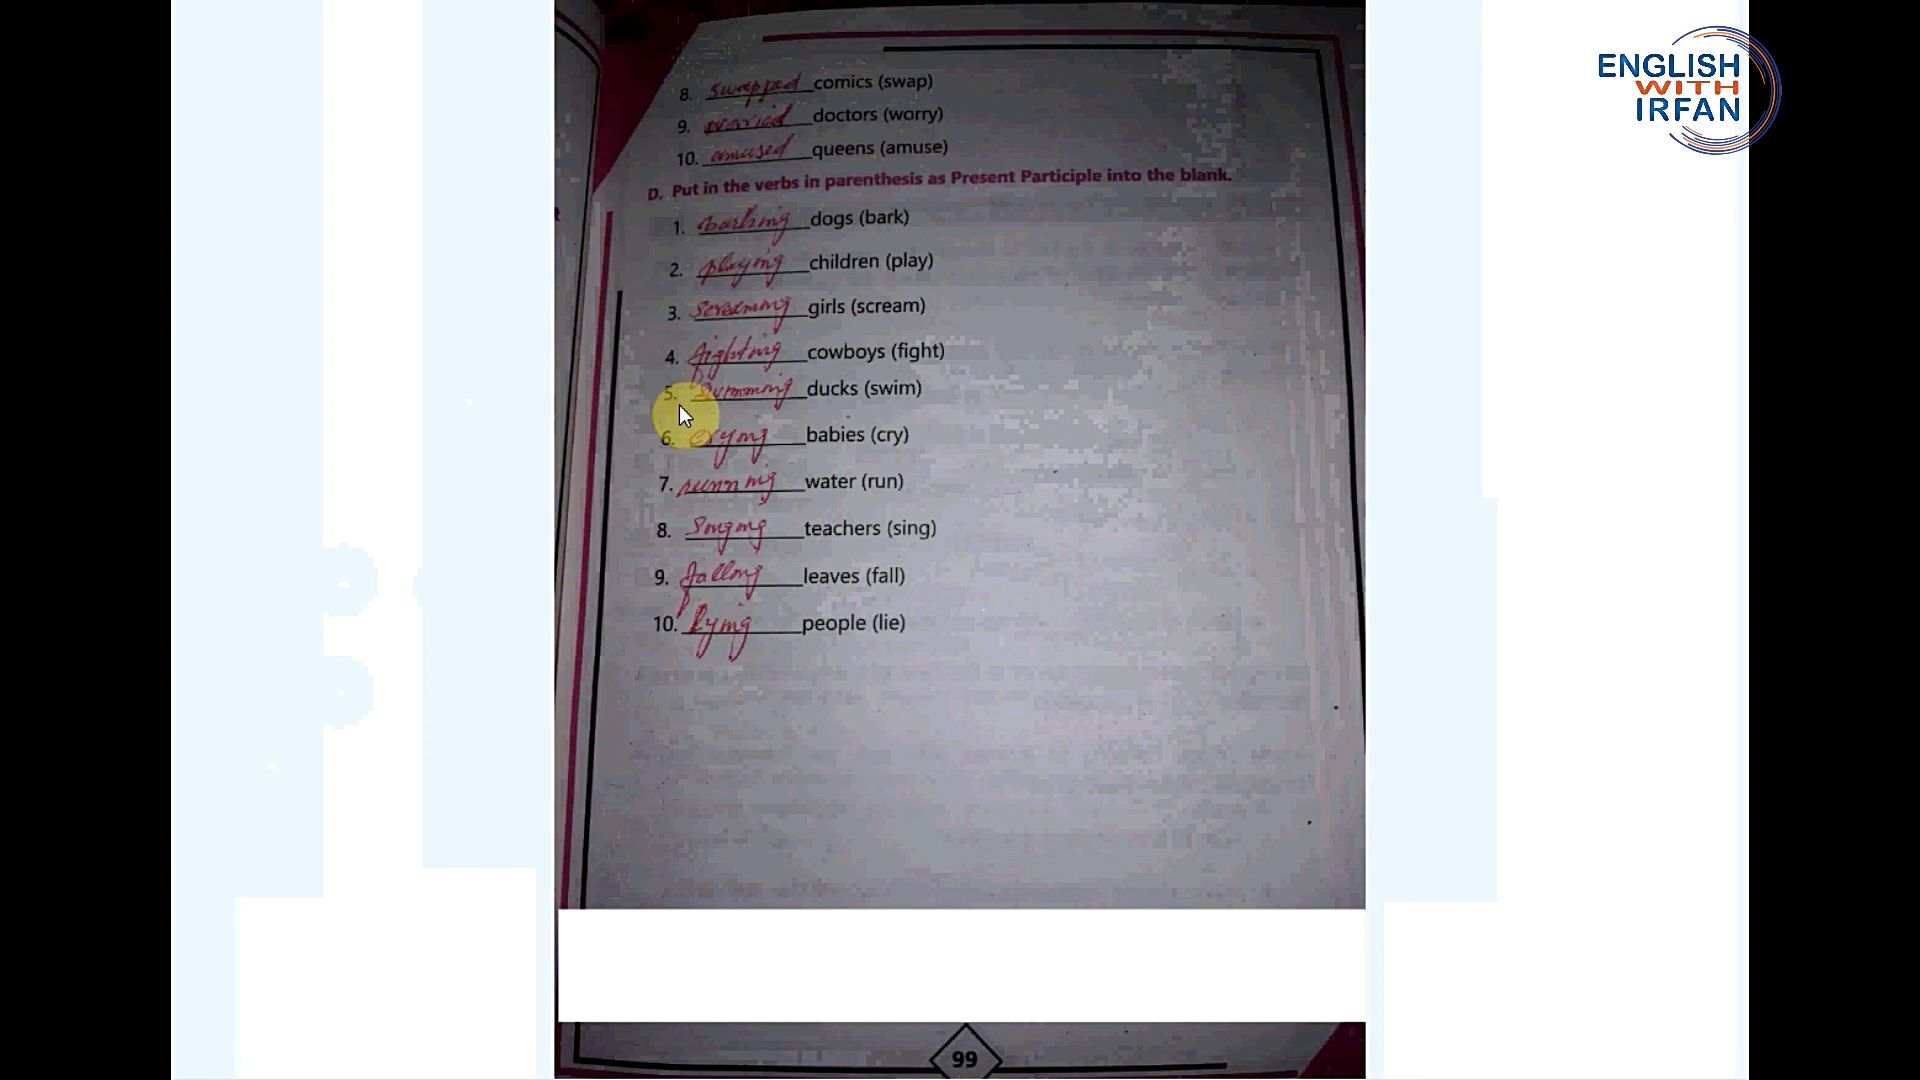 ENGLISH
WITH
IRFAN
8. swapped comics (swap)
9. worried doctors (worry)
10. amused queens (amuse)
D. Put in the verbs in parenthesis as Present Participle into the blank.
1. barking dogs (bark)
2. playing children (play)
3. screaming girls (scream)
4. fighting cowboys (fight)
5. ducks (swim)
6. crying babies (cry)
7. running water (run)
8. Singing teachers (sing)
9. falling leaves (fall)
10. lying people (lie)
99